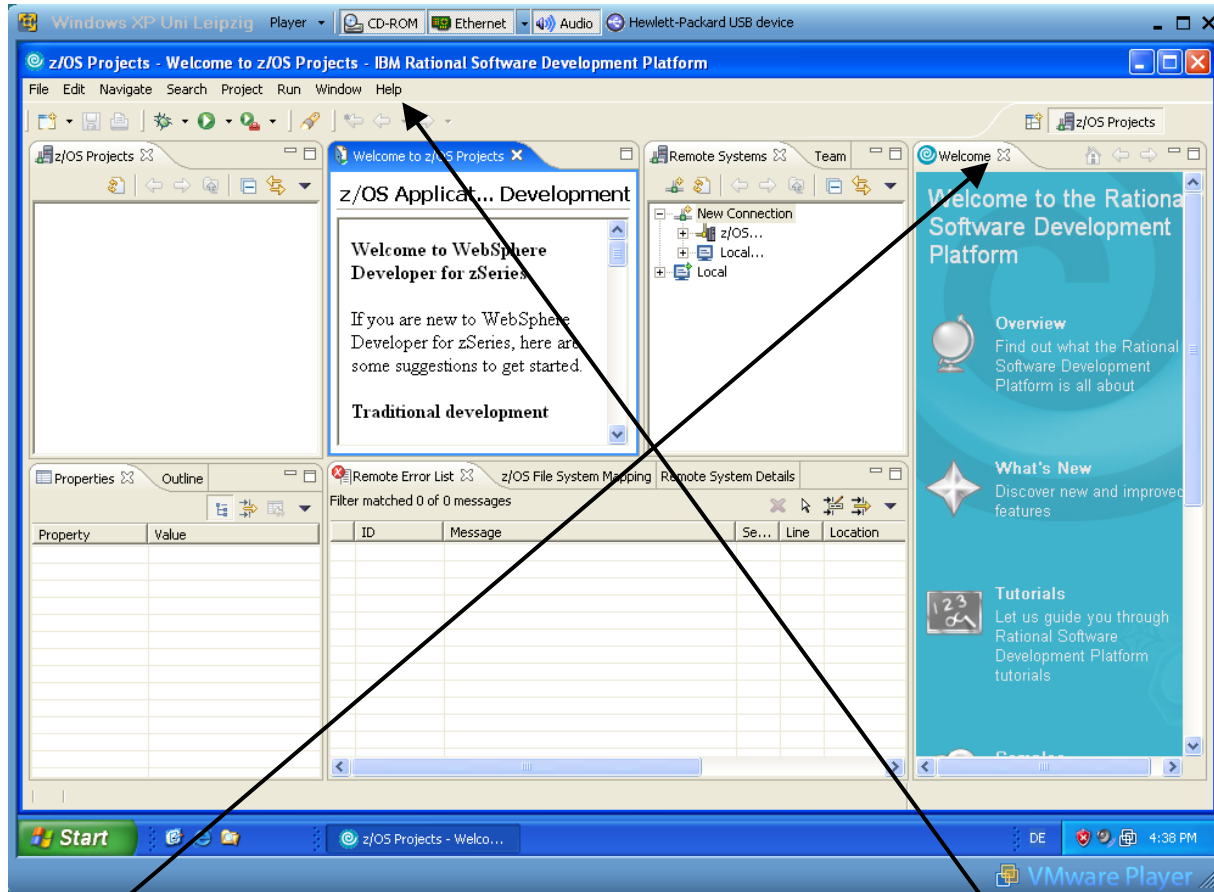 Windows XP Uni Leipzig Player CD-ROM Ethernet Audio Hewlett-Packard USB device
z/OS Projects - Welcome to z/OS Projects - IBM Rational Software Development Platform
File Edit Navigate Search Project Run Window Help
z/OS Projects
z/OS Projects
Welcome to z/OS Projects
Remote Systems Team
Welcome
z/OS Applicat... Development
Welcome to WebSphere
Developer for zSeries
If you are new to WebSphere
Developer for zSeries, here are
some suggestions to get started.
Traditional development
New Connection
z/OS...
Local...
Local
Welcome to the Rationa
Software Development
Platform
Overview
Find out what the Rational
Software Development
Platform is all about
What's New
Discover new and improved
features
Tutorials
Let us guide you through
Rational Software
Development Platform
tutorials
Properties Outline
Property Value
Remote Error List z/OS File System Mapping Remote System Details
Filter matched 0 of 0 messages
ID Message Se... Line Location
Start z/OS Projects - Welco... DE 4:38 PM
VMware Player